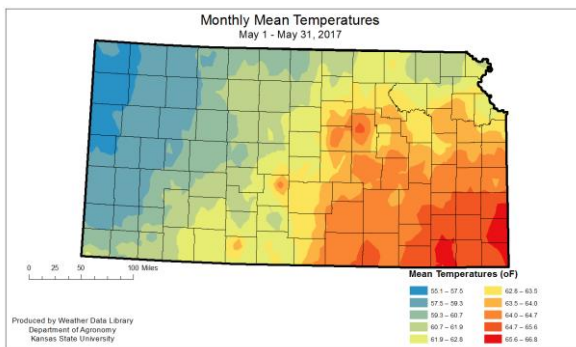 Monthly Mean Temperatures
May 1 - May 31, 2017
0 25 50 100 Miles
Mean Temperatures (oF)
55.1 – 57.5
57.5 – 59.3
59.3 – 60.7
60.7 – 61.9
61.9 – 62.8
62.8 – 63.5
63.5 – 64.0
64.0 – 64.7
64.7 – 65.6
65.6 – 66.8
Produced by Weather Data Library
Department of Agronomy
Kansas State University